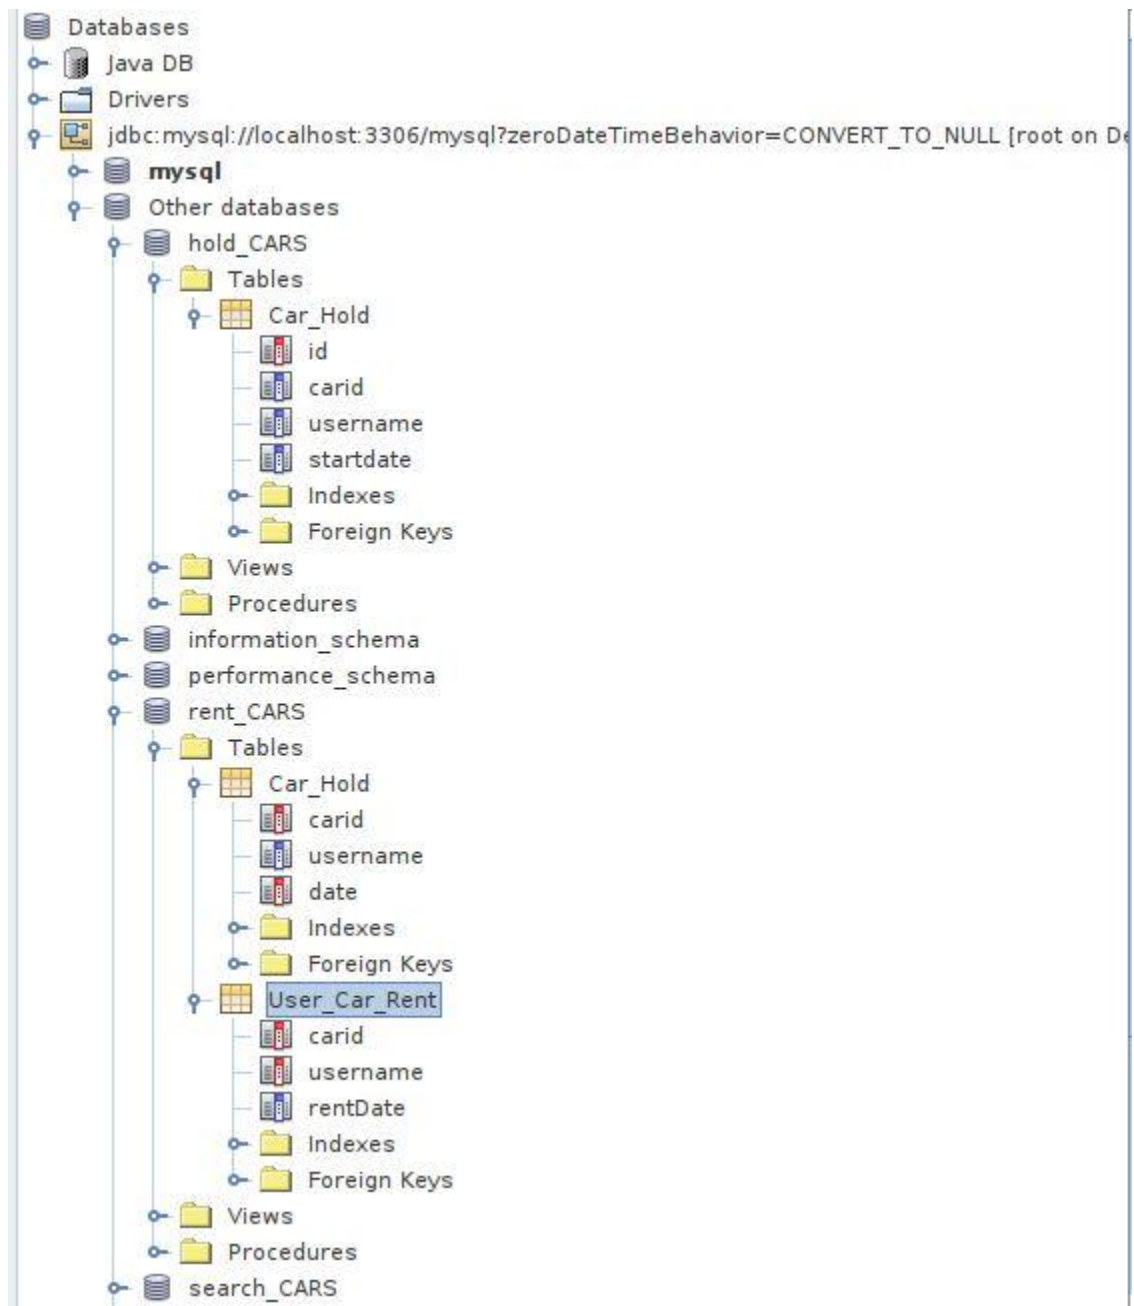 Databases
Java DB
Drivers
jdbc:mysql://localhost:3306/mysql?zeroDateTimeBehavior=CONVERT_TO_NULL [root on De
mysql
Other databases
hold_CARS
Tables
Car_Hold
id
carid
username
startdate
Indexes
Foreign Keys
Views
Procedures
information_schema
performance_schema
rent_CARS
Tables
Car_Hold
carid
username
date
Indexes
Foreign Keys
User_Car_Rent
carid
username
rentDate
Indexes
Foreign Keys
Views
Procedures
search_CARS